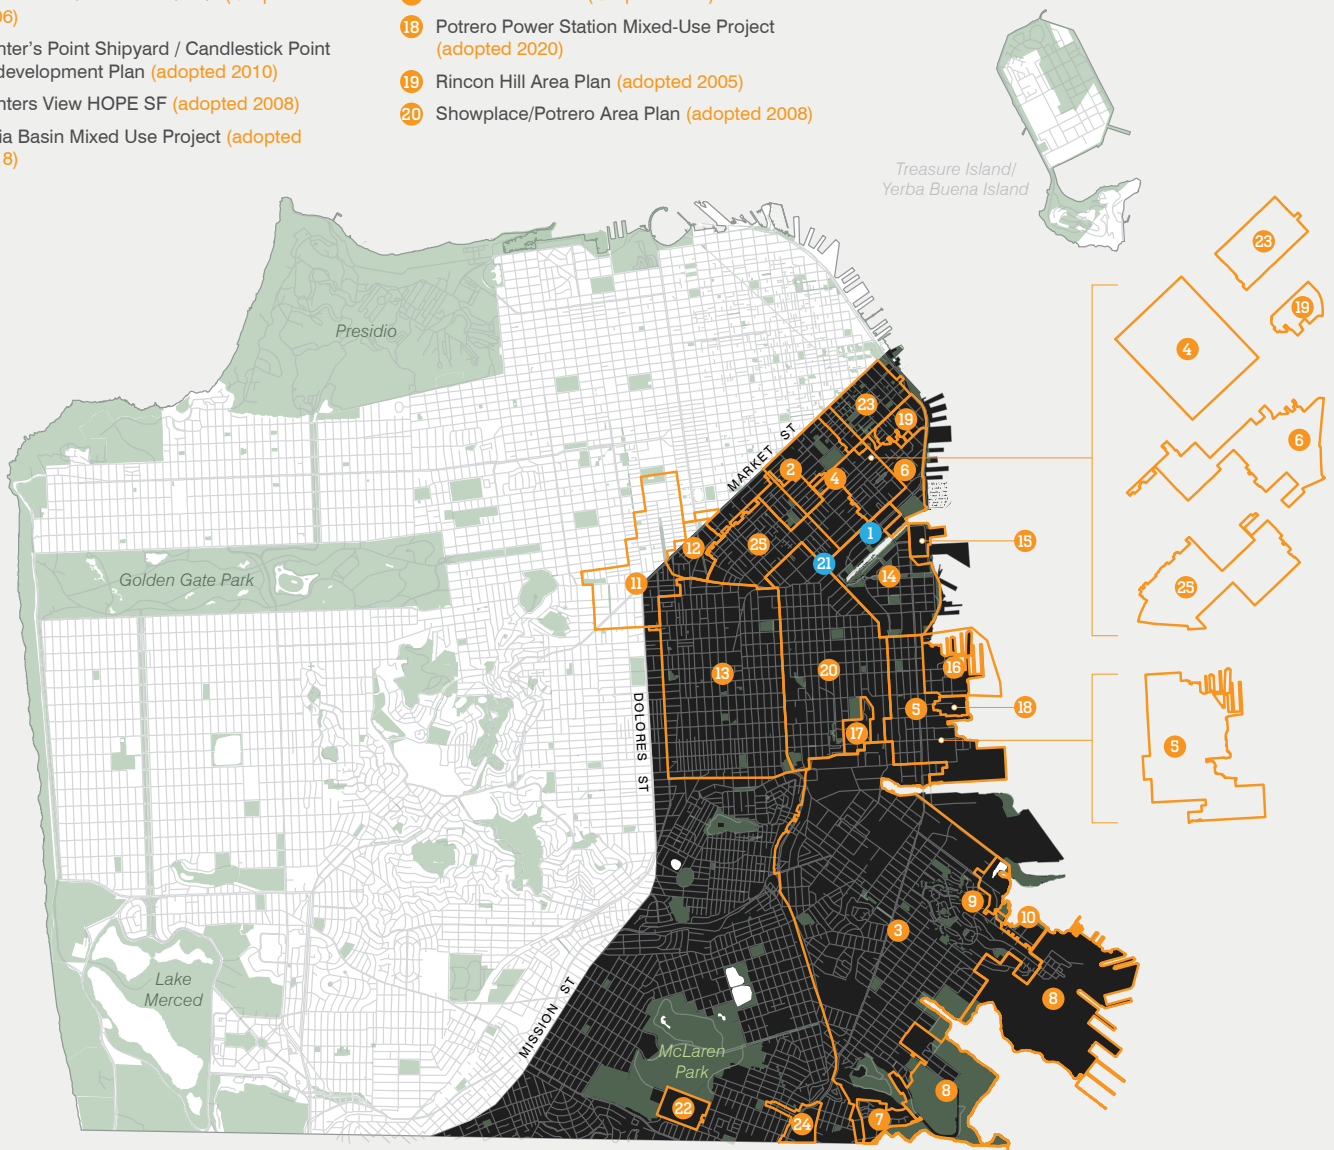 06)
nter's Point Shipyard / Candlestick Point
development Plan (adopted 2010)
nters View HOPE SF (adopted 2008)
ia Basin Mixed Use Project (adopted
8)
18 Potrero Power Station Mixed-Use Project
(adopted 2020)
19 Rincon Hill Area Plan (adopted 2005)
20 Showplace/Potrero Area Plan (adopted 2008)
Treasure Island/
Yerba Buena Island
23
19
4
6
25
5
15
18
Presidio
Golden Gate Park
Lake
Merced
McLaren
Park
MARKET ST
DOLORES ST
MISSION ST
23
19
2
4
6
1
12
25
21
14
11
13
20
16
5
17
9
10
3
8
8
22
24
7